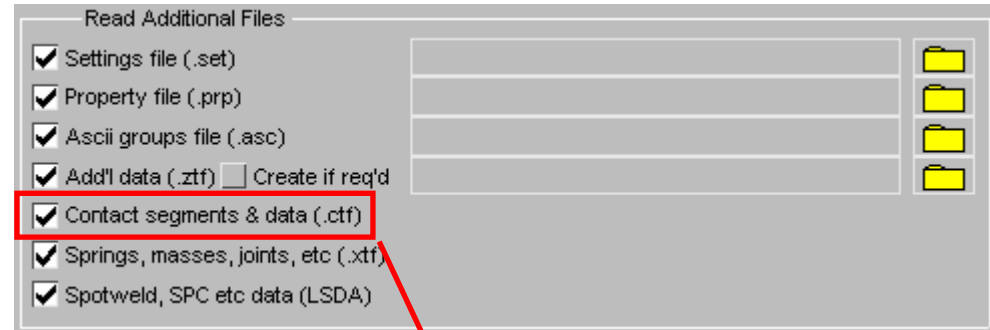 Read Additional Files
Settings file (.set)
Property file (.prp)
Ascii groups file (.asc)
Add'l data (.ztf) Create if req'd
Contact segments & data (.ctf)
Springs, masses, joints, etc (.xtf)
Spotweld, SPC etc data (LSDA)